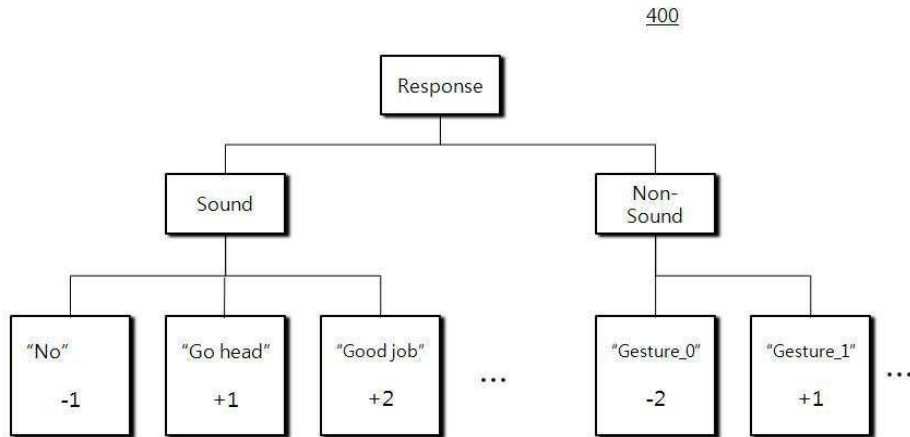 400
Response
Sound
Non-
Sound
“No”
-1
“Go head”
+1
“Good job”
+2
...
“Gesture_0”
-2
“Gesture_1”
+1
...